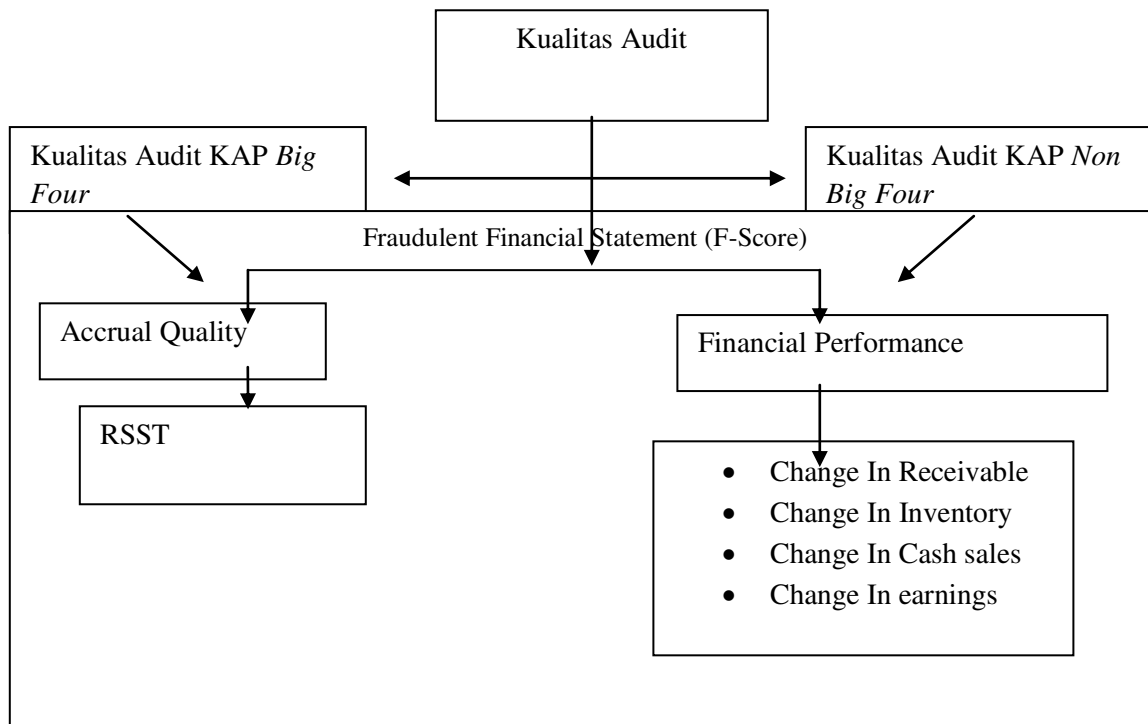 Kualitas Audit
Kualitas Audit KAP Big
Four
Kualitas Audit KAP Non
Big Four
Fraudulent Financial Statement (F-Score)
Accrual Quality
Financial Performance
RSST
• Change In Receivable
• Change In Inventory
• Change In Cash sales
• Change In earnings